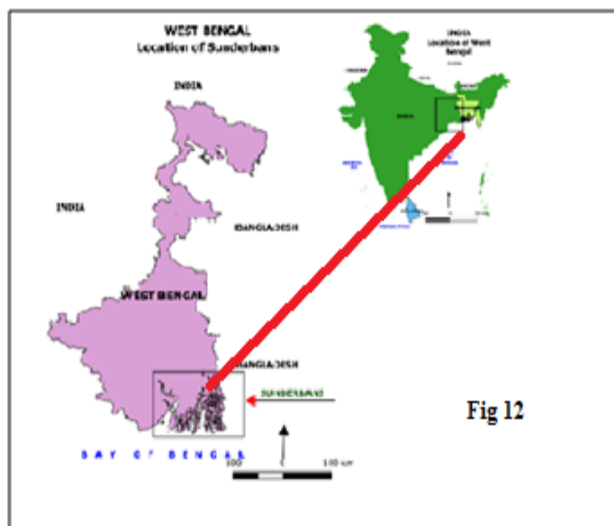 WEST BENGAL
Location of Sunderbans
INDIA
Location of West
Bengal
INDIA
INDIA
INDIA
BANGLADESH
WEST BENGAL
BANGLADESH
SUNDERBANS
Fig 12
BAY OF BENGAL
100 0 100 km